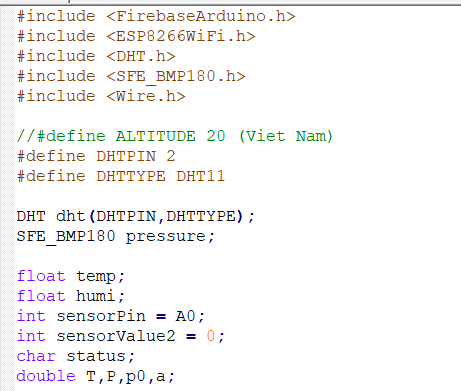 #include <FirebaseArduino.h>
#include <ESP8266WiFi.h>
#include <DHT.h>
#include <SFE_BMP180.h>
#include <Wire.h>

//#define ALTITUDE 20 (Viet Nam)
#define DHTPIN 2
#define DHTTYPE DHT11

DHT dht(DHTPIN,DHTTYPE);
SFE_BMP180 pressure;

float temp;
float humi;
int sensorPin = A0;
int sensorValue2 = 0;
char status;
double T,P,p0,a;